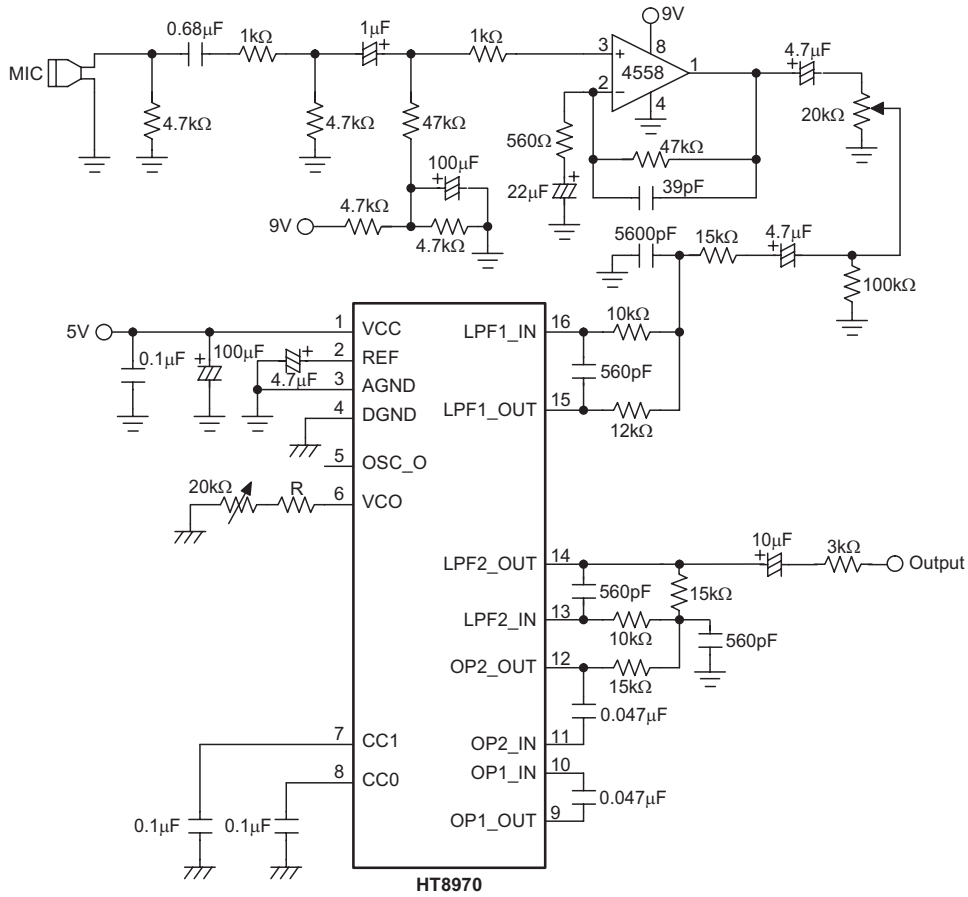 9V
0.68μF
1kΩ
1μF
+
1kΩ
MIC
3
+
8
4558
1
2
−
4
4.7μF
+
20kΩ
4.7kΩ
4.7kΩ
47kΩ
560Ω
47kΩ
100μF
+
22μF
+
39pF
9V
4.7kΩ
4.7kΩ
5600pF
15kΩ
4.7μF
+
100kΩ
5V
1
VCC
LPF1_IN
16
10kΩ
0.1μF
+
100μF
2
REF
+
4.7μF
3
AGND
560pF
4
DGND
LPF1_OUT
15
12kΩ
5
OSC_O
20kΩ
R
6
VCO
LPF2_OUT
14
10μF
+
3kΩ
Output
560pF
15kΩ
LPF2_IN
13
10kΩ
560pF
OP2_OUT
12
15kΩ
0.047μF
7
CC1
OP2_IN
11
8
CC0
OP1_IN
10
0.047μF
0.1μF
0.1μF
OP1_OUT
9
HT8970